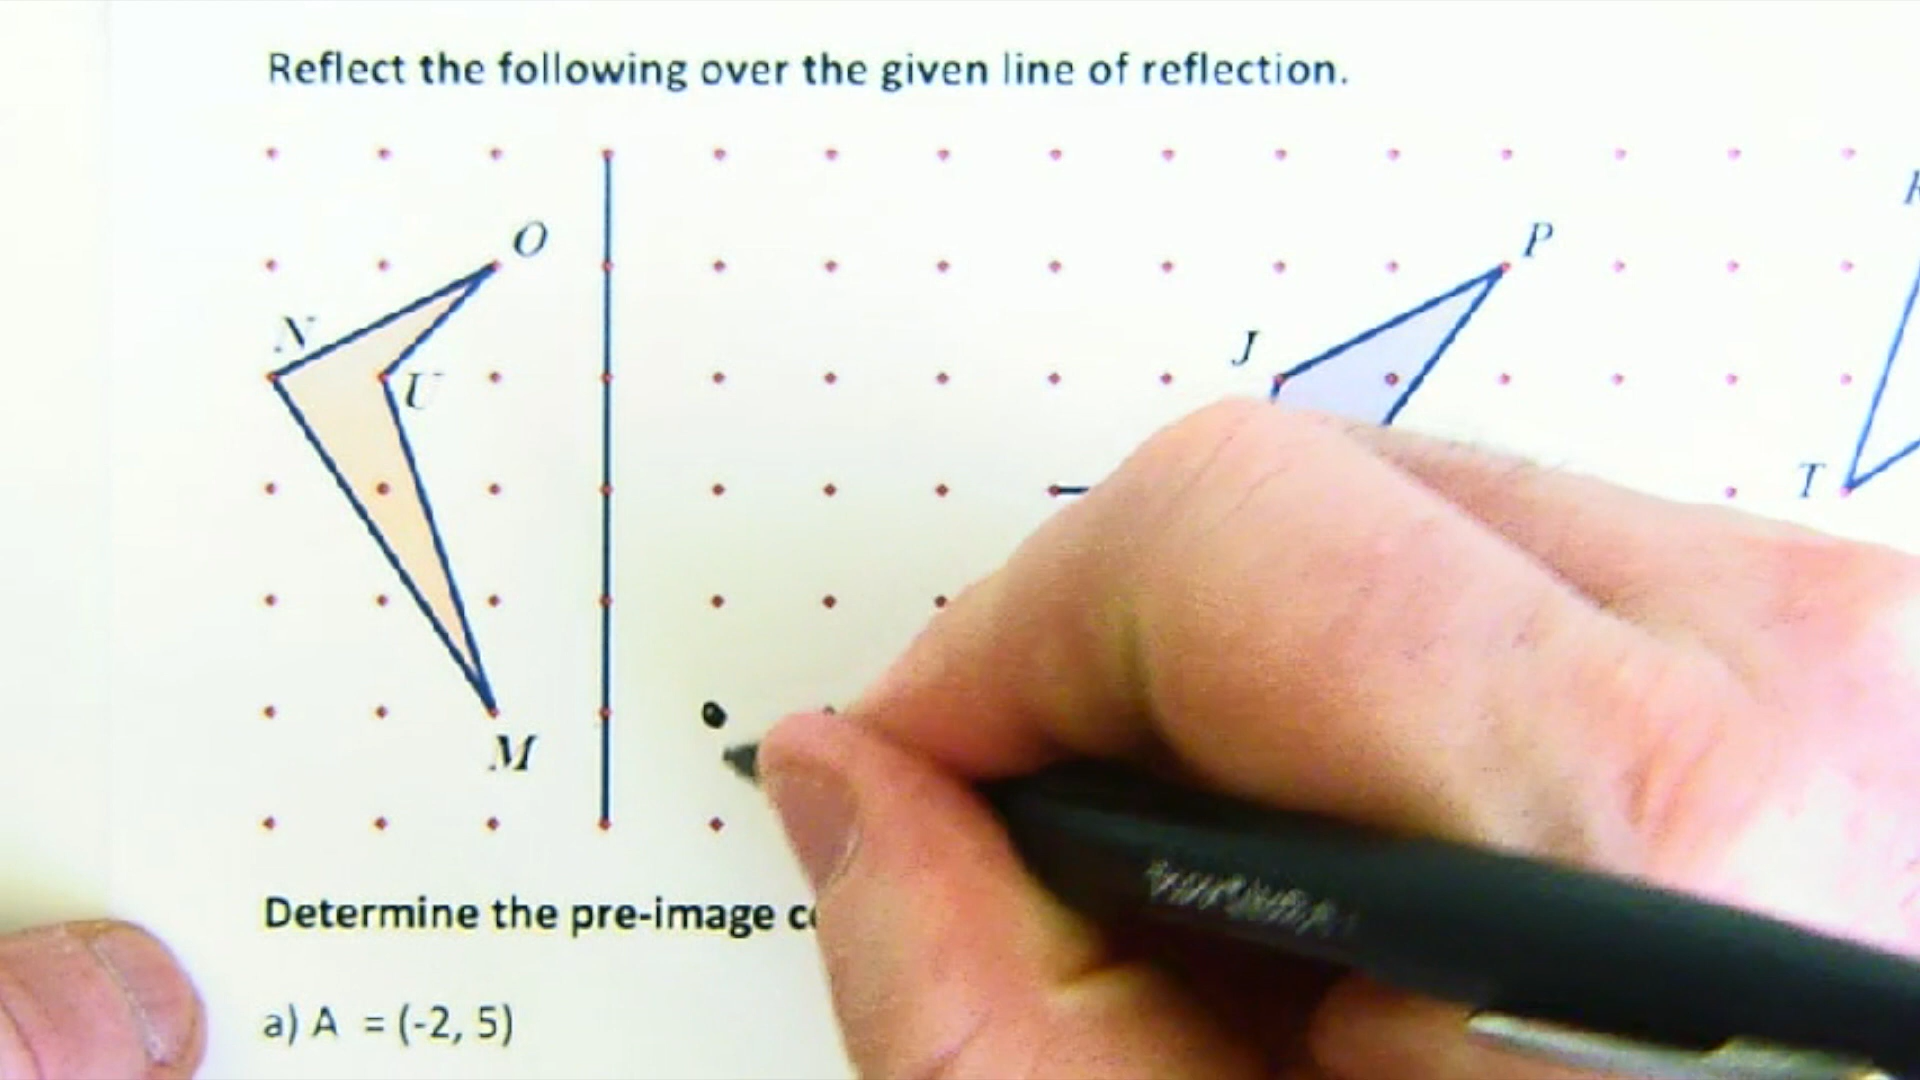 Reflect the following over the given line of reflection.
O
P
N
J
U
T
M
Determine the pre-image
a) A = (-2, 5)